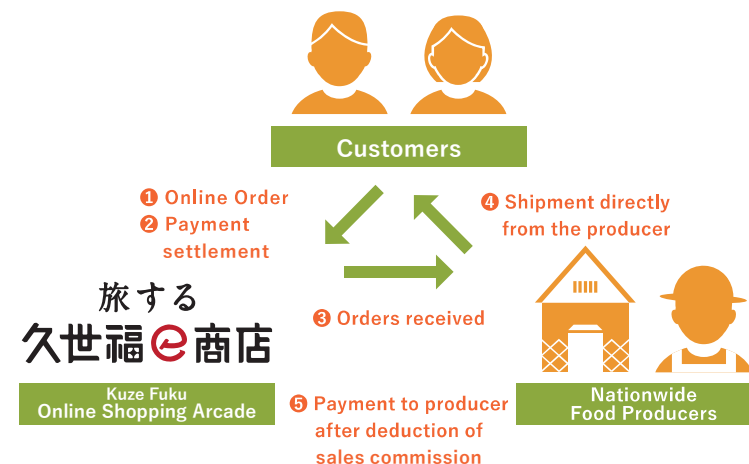 Customers
❶ Online Order
❷ Payment
settlement
❹ Shipment directly
from the producer
❸ Orders received
旅する
久世福e商店
Kuze Fuku
Online Shopping Arcade
❺ Payment to producer
after deduction of
sales commission
Nationwide
Food Producers